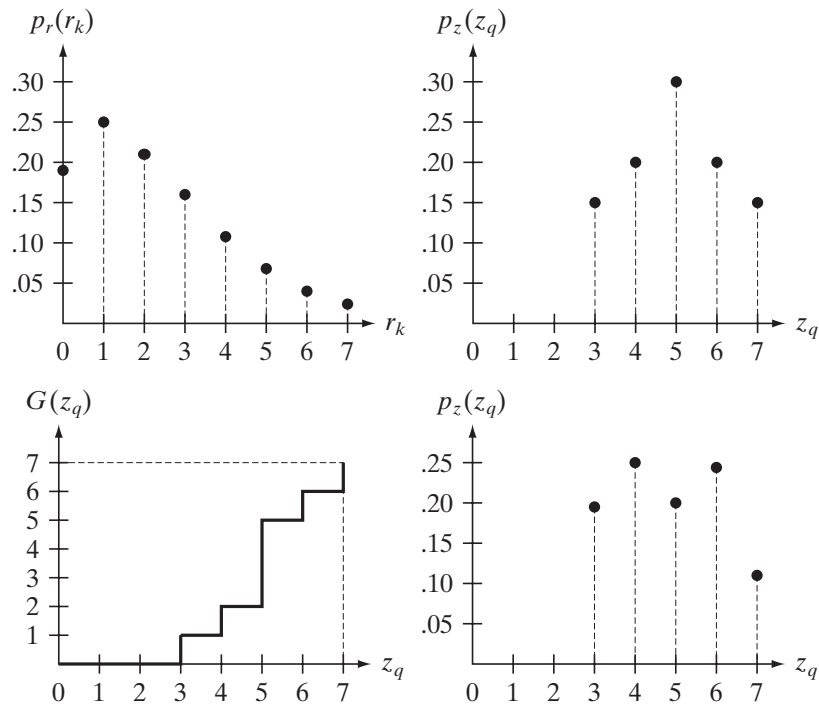 p_r(r_k)
.30
.25
.20
.15
.10
.05
0 1 2 3 4 5 6 7
r_k
p_z(z_q)
.30
.25
.20
.15
.10
.05
0 1 2 3 4 5 6 7
z_q
G(z_q)
7
6
5
4
3
2
1
0 1 2 3 4 5 6 7
z_q
p_z(z_q)
.25
.20
.15
.10
.05
0 1 2 3 4 5 6 7
z_q